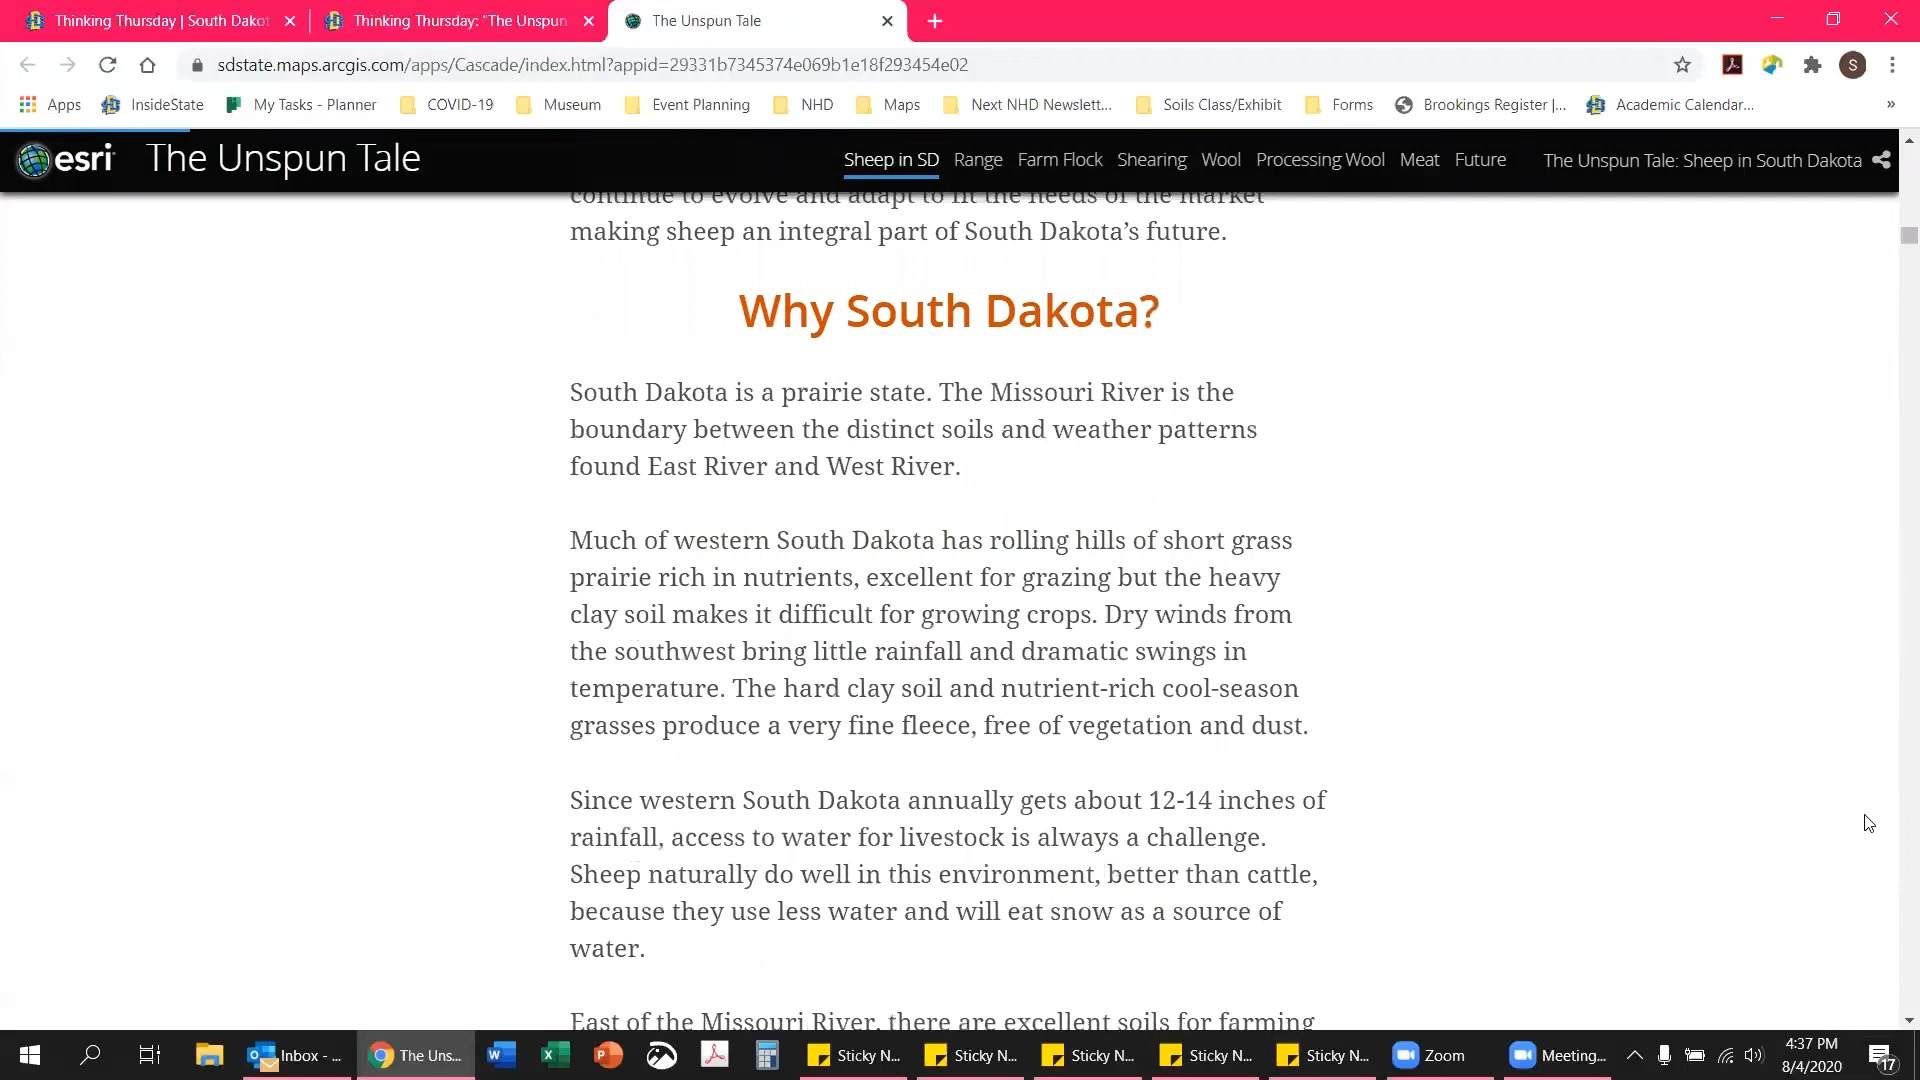 Thinking Thursday | South Dakot
Thinking Thursday: "The Unspun
The Unspun Tale
sdstate.maps.arcgis.com/apps/Cascade/index.html?appid=29331b7345374e069b1e18f293454e02
S
Apps
InsideState
My Tasks - Planner
COVID-19
Museum
Event Planning
NHD
Maps
Next NHD Newslett...
Soils Class/Exhibit
Forms
Brookings Register |...
Academic Calendar...
»
esri
The Unspun Tale
Sheep in SD
Range
Farm Flock
Shearing
Wool
Processing Wool
Meat
Future
The Unspun Tale: Sheep in South Dakota
continue to evolve and adapt to fit the needs of the market
making sheep an integral part of South Dakota’s future.
Why South Dakota?
South Dakota is a prairie state. The Missouri River is the
boundary between the distinct soils and weather patterns
found East River and West River.
Much of western South Dakota has rolling hills of short grass
prairie rich in nutrients, excellent for grazing but the heavy
clay soil makes it difficult for growing crops. Dry winds from
the southwest bring little rainfall and dramatic swings in
temperature. The hard clay soil and nutrient-rich cool-season
grasses produce a very fine fleece, free of vegetation and dust.
Since western South Dakota annually gets about 12-14 inches of
rainfall, access to water for livestock is always a challenge.
Sheep naturally do well in this environment, better than cattle,
because they use less water and will eat snow as a source of
water.
East of the Missouri River, there are excellent soils for farming
Inbox - ...
The Uns...
Sticky N...
Sticky N...
Sticky N...
Sticky N...
Sticky N...
Zoom
Meeting...
4:37 PM
8/4/2020
17